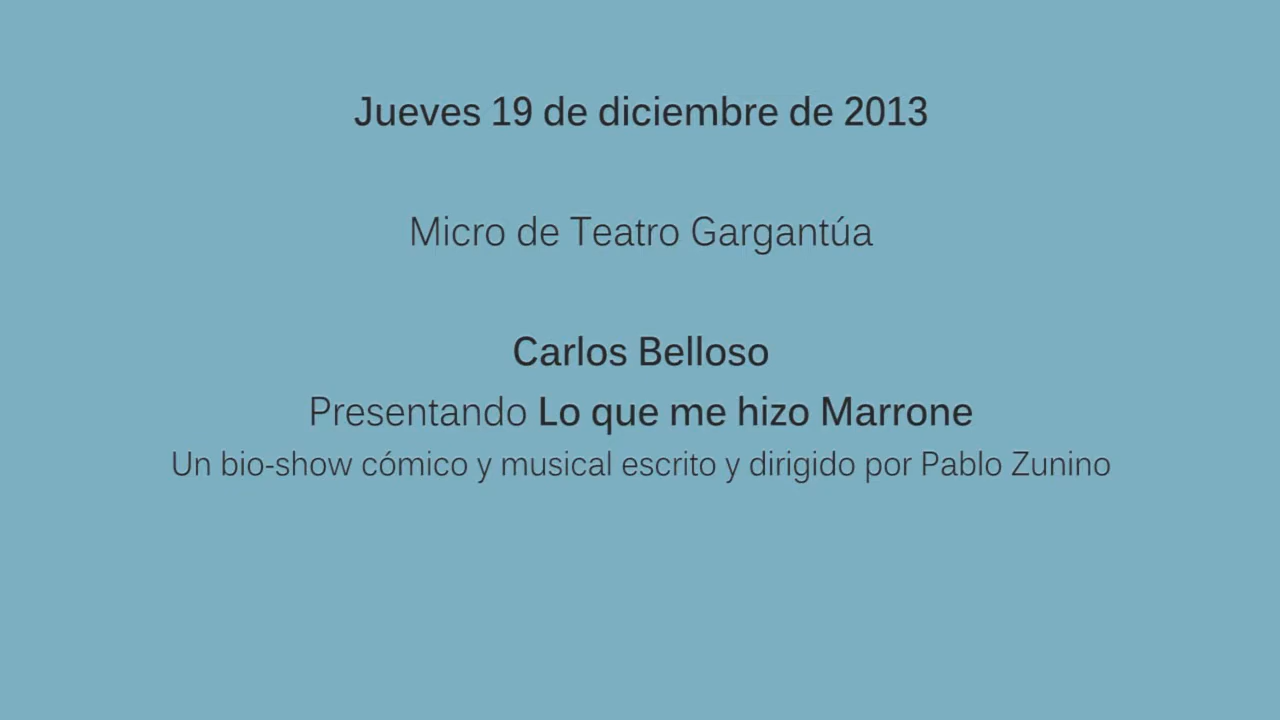 Jueves 19 de diciembre de 2013
Micro de Teatro Gargantúa
Carlos Belloso
Presentando Lo que me hizo Marrone
Un bio-show cómico y musical escrito y dirigido por Pablo Zunino